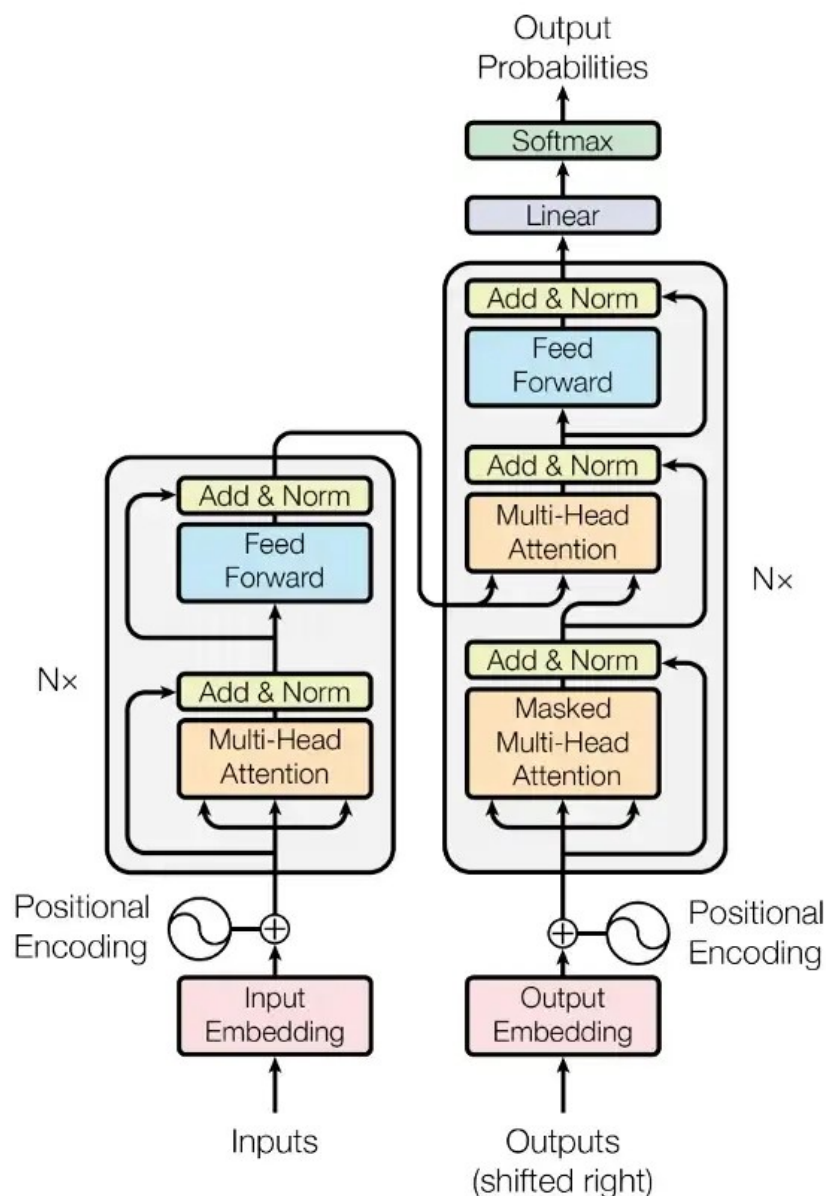 Output
Probabilities
Softmax
Linear
Add & Norm
Feed
Forward
Add & Norm
Multi-Head
Attention
Add & Norm
Masked
Multi-Head
Attention
Nx
Add & Norm
Feed
Forward
Add & Norm
Multi-Head
Attention
Nx
Positional
Encoding
Positional
Encoding
Input
Embedding
Output
Embedding
Inputs
Outputs
(shifted right)